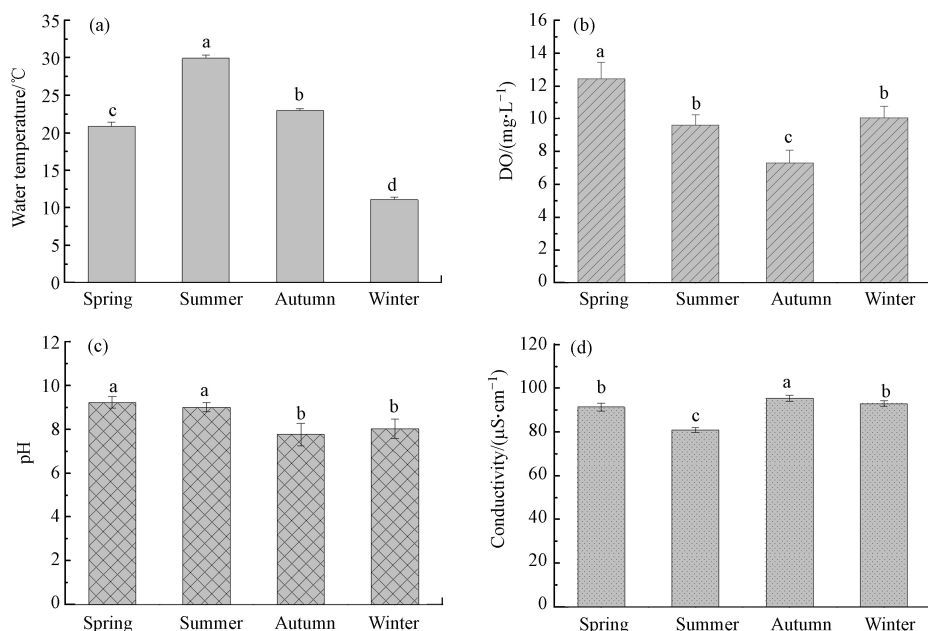 (a)
Water temperature/℃
35
30
25
20
15
10
5
0
c
a
b
d
Spring Summer Autumn Winter
(b)
DO/(mg·L⁻¹)
16
14
12
10
8
6
4
2
0
a
b
c
b
Spring Summer Autumn Winter
(c)
pH
12
10
8
6
4
2
0
a
a
b
b
Spring Summer Autumn Winter
(d)
Conductivity/(μS·cm⁻¹)
120
100
80
60
40
20
0
b
c
a
b
Spring Summer Autumn Winter